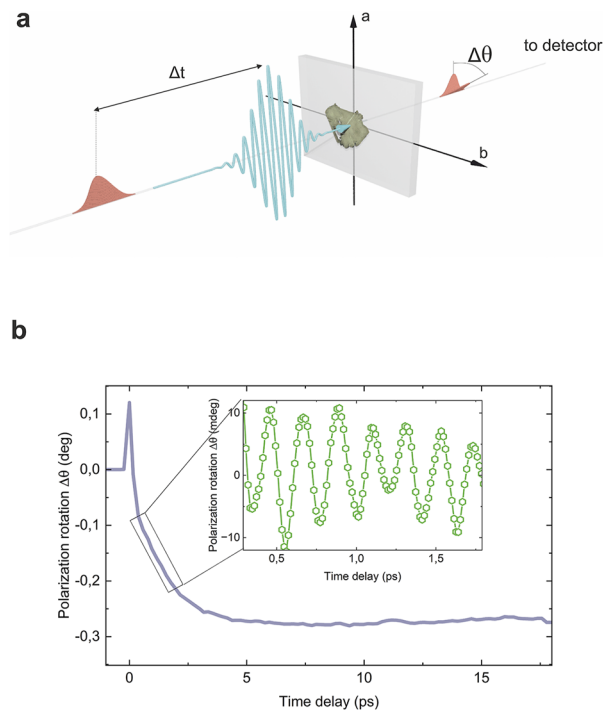 a
Δt
a
Δθ
to detector
b
b
0,1
0,0
-0,1
-0,2
-0,3
Polarization rotation Δθ (deg)
0
5
10
15
Time delay (ps)
10
0
−10
Polarization rotation Δθ (mdeg)
0,5
1,0
1,5
Time delay (ps)